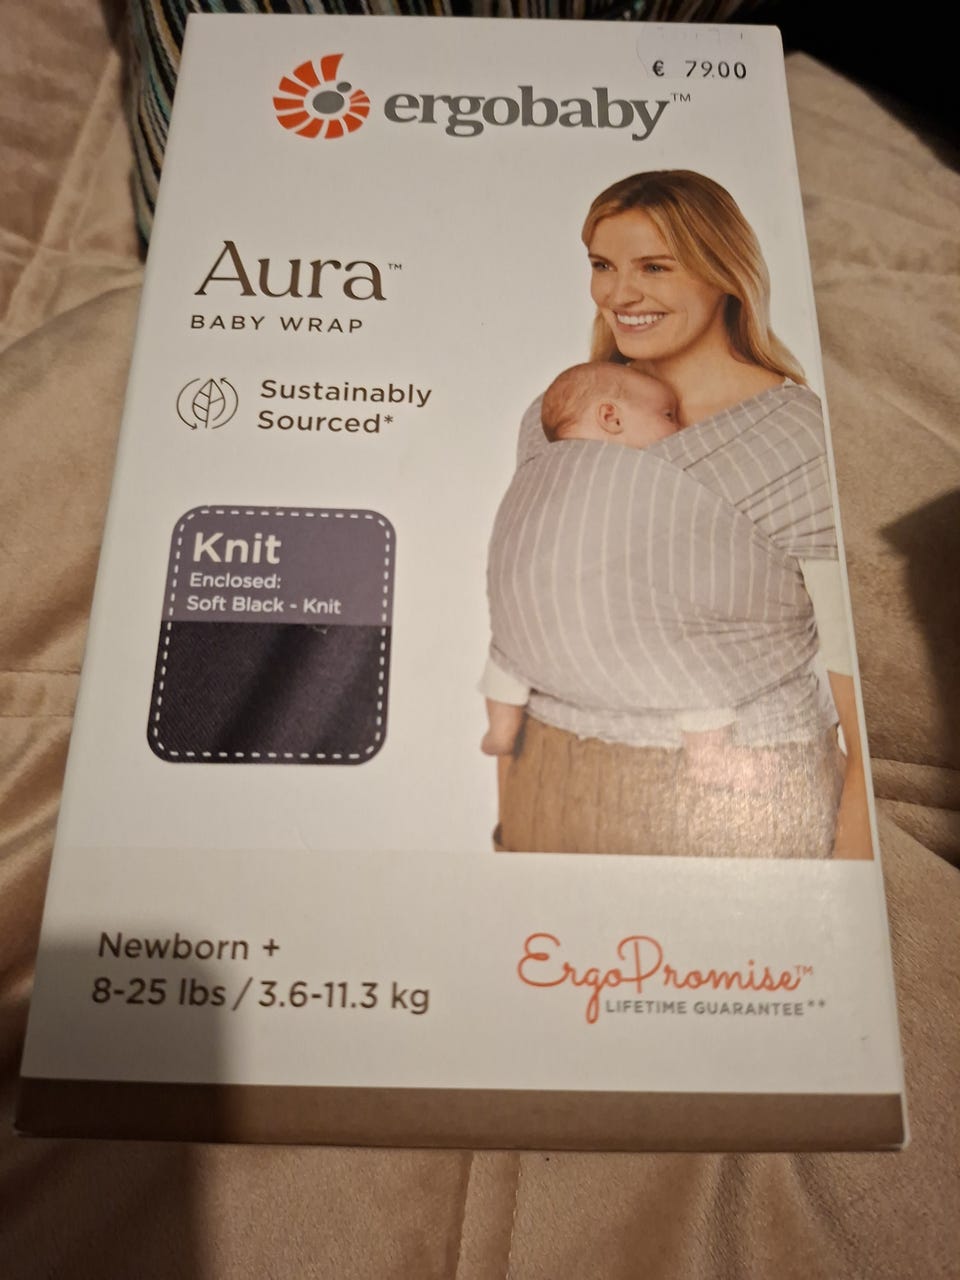 € 79.00
ergobaby™
Aura™
BABY WRAP
Sustainably
Sourced*
Knit
Enclosed:
Soft Black - Knit
Newborn +
8-25 lbs / 3.6-11.3 kg
ErgoPromise™
LIFETIME GUARANTEE**